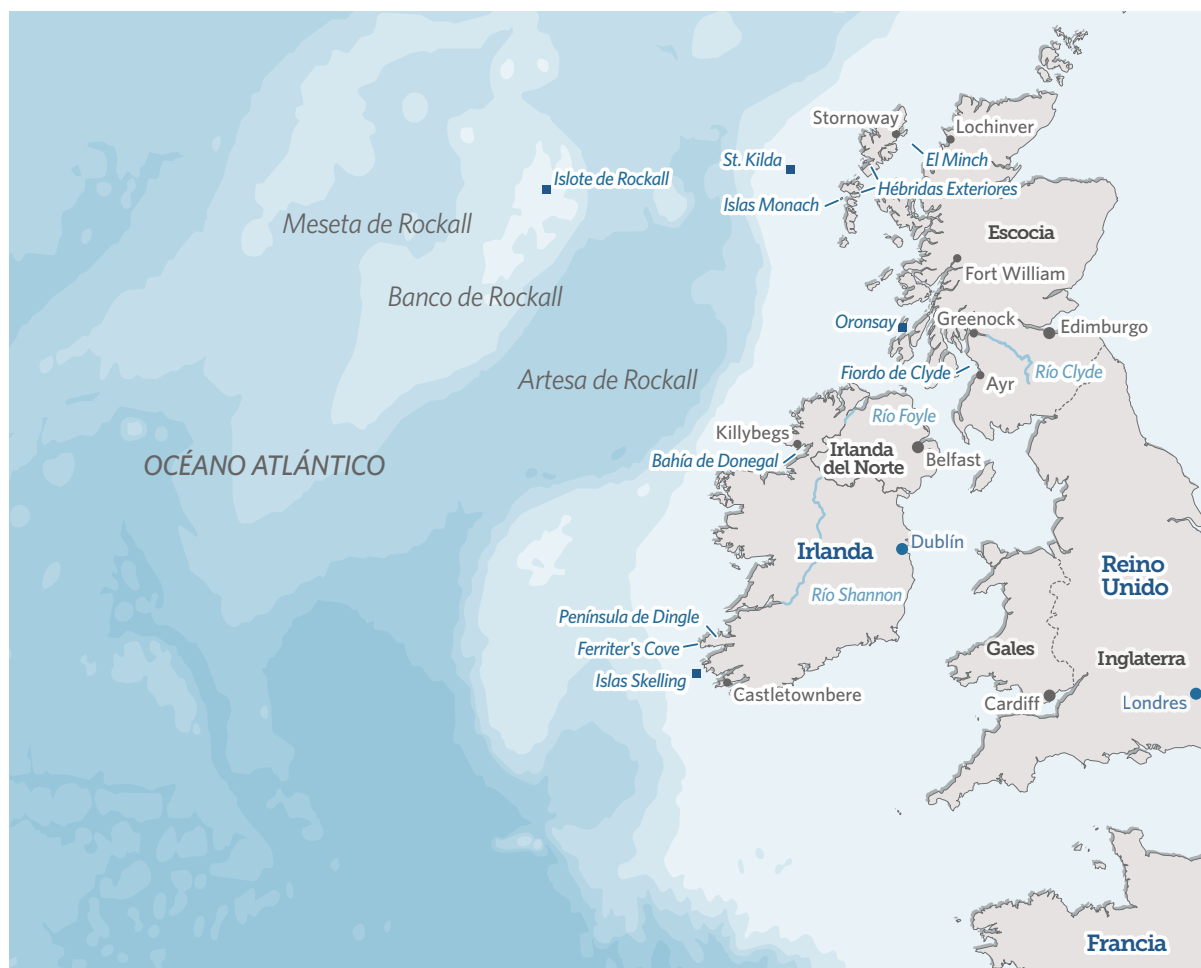 Stornoway
Lochinver
St. Kilda
El Minch
Islote de Rockall
Hébridas Exteriores
Islas Monach
Meseta de Rockall
Escocia
Fort William
Banco de Rockall
Oronsay
Greenock
Edimburgo
Artesa de Rockall
Fiordo de Clyde
Río Clyde
Ayr
Río Foyle
Killybegs
Bahía de Donegal
Irlanda
del Norte
Belfast
OCÉANO ATLÁNTICO
Irlanda
Dublín
Reino
Unido
Río Shannon
Península de Dingle
Ferriter's Cove
Gales
Inglaterra
Islas Skelling
Castletownbere
Cardiff
Londres
Francia